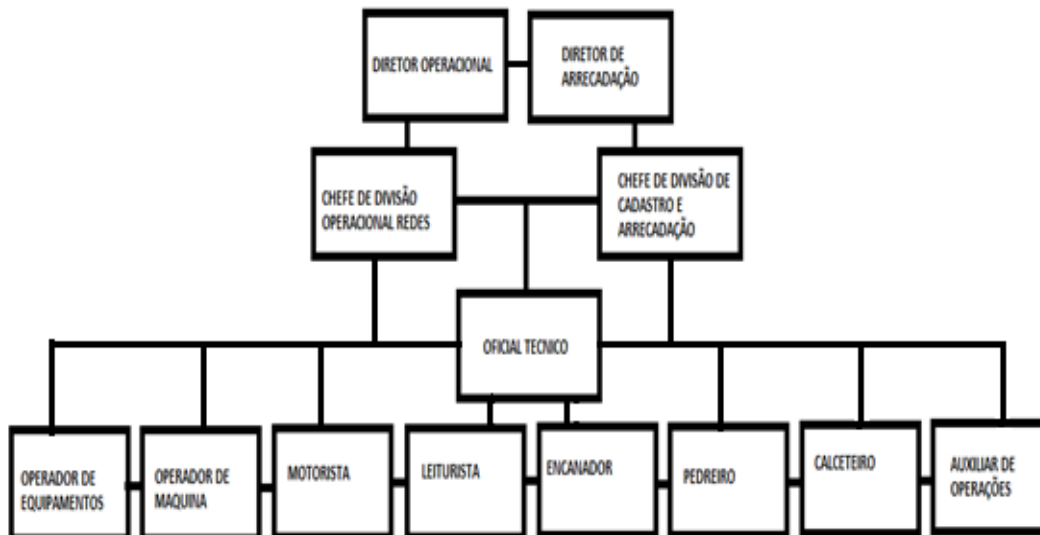 DIRETOR OPERACIONAL
DIRETOR DE
ARRECADAÇÃO
CHEFE DE DIVISÃO
OPERACIONAL REDES
CHEFE DE DIVISÃO DE
CADASTRO E
ARRECADAÇÃO
OFICIAL TECNICO
OPERADOR DE
EQUIPAMENTOS
OPERADOR DE
MAQUINA
MOTORISTA
LEITURISTA
ENCANADOR
PEDREIRO
CALCETEIRO
AUXILIAR DE
OPERAÇÕES